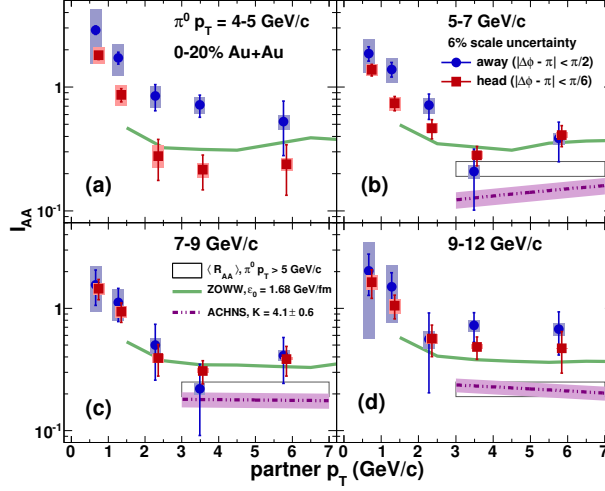 π⁰ p_T = 4-5 GeV/c
0-20% Au+Au
(a)
5-7 GeV/c
6% scale uncertainty
away (|Δϕ - π| < π/2)
head (|Δϕ - π| < π/6)
(b)
1
10⁻¹
I_AA
7-9 GeV/c
⟨ R_AA ⟩, π⁰ p_T > 5 GeV/c
ZOWW, ε₀ = 1.68 GeV/fm
ACHNS, K = 4.1 ± 0.6
(c)
9-12 GeV/c
(d)
1
10⁻¹
0 1 2 3 4 5 6 7
0 1 2 3 4 5 6 7
partner p_T (GeV/c)